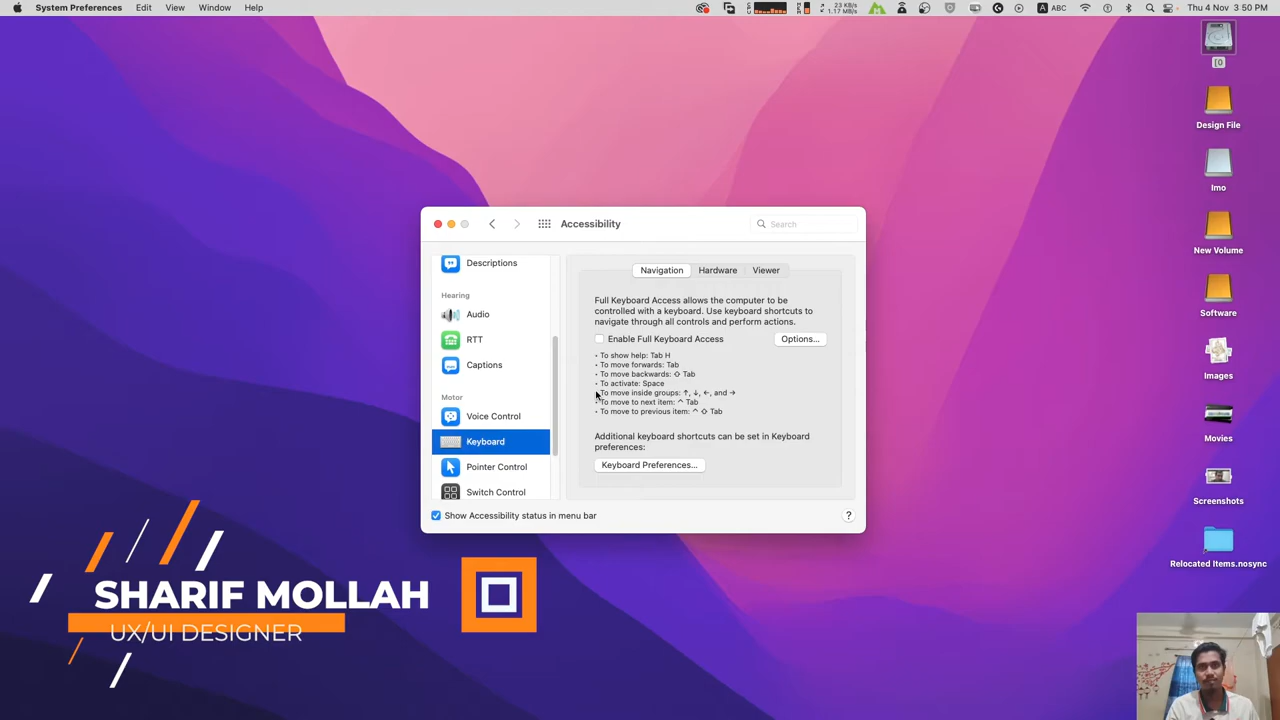 System Preferences Edit View Window Help
23 KB/s
1.17 MB/s
A ABC
Thu 4 Nov 3:50 PM
Accessibility
Search
Descriptions
Hearing
Audio
RTT
Captions
Motor
Voice Control
Keyboard
Pointer Control
Switch Control
Navigation Hardware Viewer
Full Keyboard Access allows the computer to be
controlled with a keyboard. Use keyboard shortcuts to
navigate through all controls and perform actions.
Enable Full Keyboard Access
Options...
• To show help: Tab H
• To move forwards: Tab
• To move backwards: ⇧ Tab
• To activate: Space
• To move inside groups: ↑, ↓, ←, and →
• To move to next item: ^ Tab
• To move to previous item: ^ ⇧ Tab
Additional keyboard shortcuts can be set in Keyboard
preferences:
Keyboard Preferences...
Show Accessibility status in menu bar
?
Design File
Imo
New Volume
Software
Images
Movies
Screenshots
Relocated Items.nosync
SHARIF MOLLAH
UX/UI DESIGNER